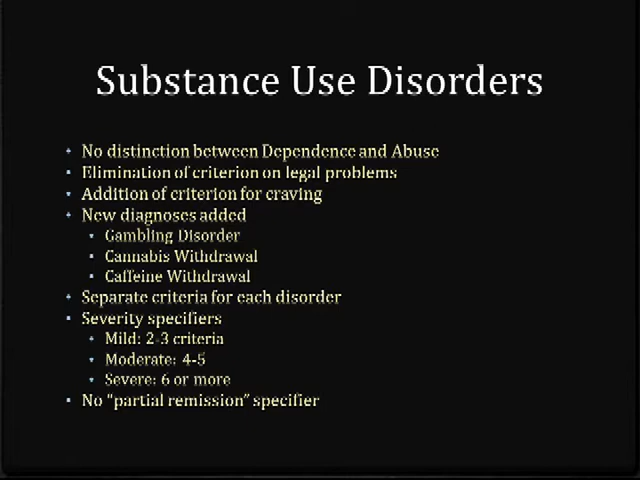 Substance Use Disorders
• No distinction between Dependence and Abuse
• Elimination of criterion on legal problems
• Addition of criterion for craving
• New diagnoses added
• Gambling Disorder
• Cannabis Withdrawal
• Caffeine Withdrawal
• Separate criteria for each disorder
• Severity specifiers
• Mild: 2-3 criteria
• Moderate: 4-5
• Severe: 6 or more
• No “partial remission” specifier